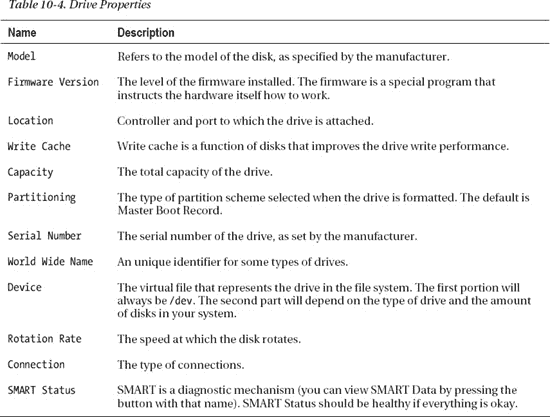 Table 10-4. Drive Properties
Name Description
Model Refers to the model of the disk, as specified by the manufacturer.
Firmware Version The level of the firmware installed. The firmware is a special program that
instructs the hardware itself how to work.
Location Controller and port to which the drive is attached.
Write Cache Write cache is a function of disks that improves the drive write performance.
Capacity The total capacity of the drive.
Partitioning The type of partition scheme selected when the drive is formatted. The default is
Master Boot Record.
Serial Number The serial number of the drive, as set by the manufacturer.
World Wide Name An unique identifier for some types of drives.
Device The virtual file that represents the drive in the file system. The first portion will
always be /dev. The second part will depend on the type of drive and the amount
of disks in your system.
Rotation Rate The speed at which the disk rotates.
Connection The type of connections.
SMART Status SMART is a diagnostic mechanism (you can view SMART Data by pressing the
button with that name). SMART Status should be healthy if everything is okay.